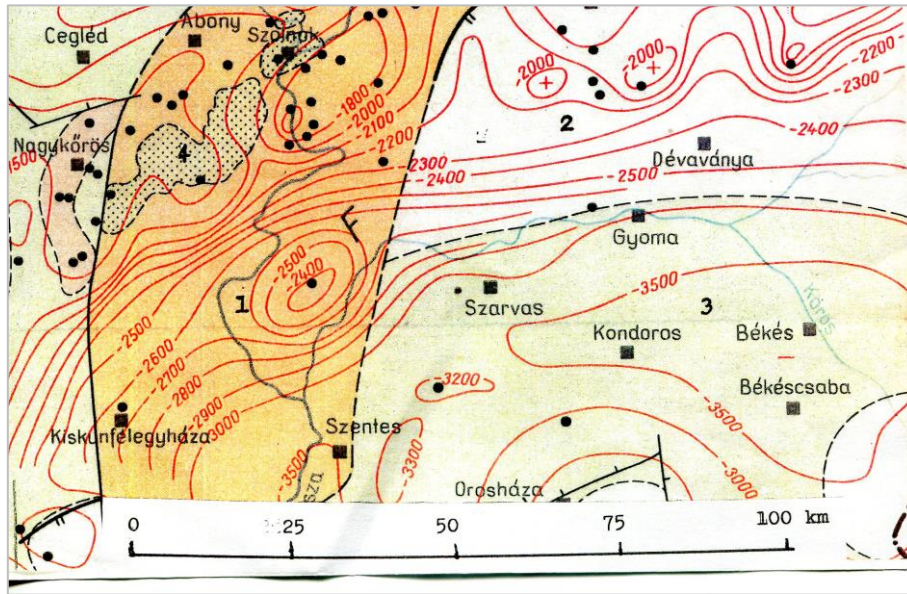 Abony
Cegléd
Szolnok
-2000
-2000
-2200
-2300
-1800
-2000
-2100
-2200
2
-2400
1500
Nagykőrös
4
-2300
-2400
-2500
Dévaványa
Gyoma
-2500
-2400
1
Szarvas
-3500
3
Körös
-2500
-2600
-2700
-2800
-2900
-3000
Kondoros
Békés
-3200
Békéscsaba
-3500
Kiskunfélegyháza
Szentes
-3500
-3300
-3000
Orosháza
sza
0 25 50 75 100 km